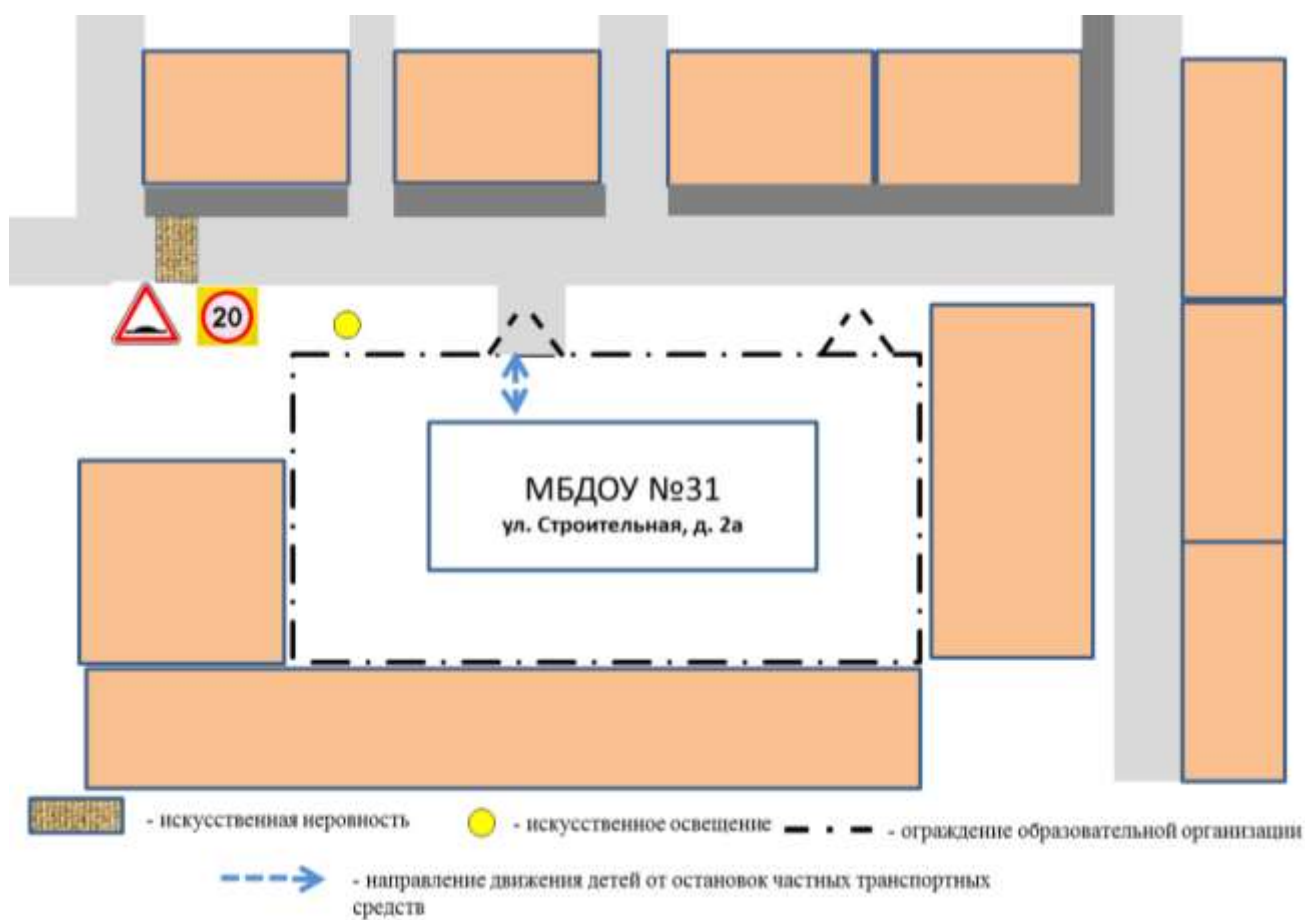 20
МБДОУ №31
ул. Строительная, д. 2а
- искусственная неровность
- искусственное освещение
- ограждение образовательной организации
- направление движения детей от остановок частных транспортных
средств